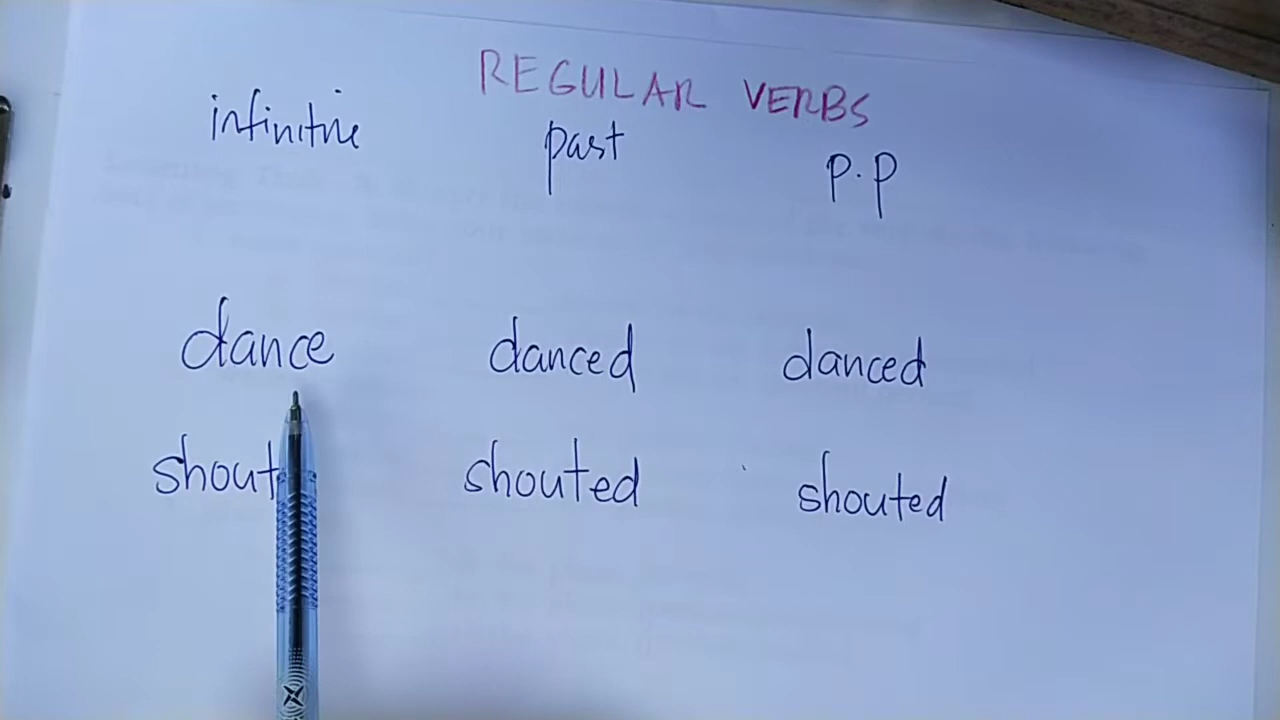 REGULAR VERBS
infinitive past p.p
dance danced danced
shout shouted shouted